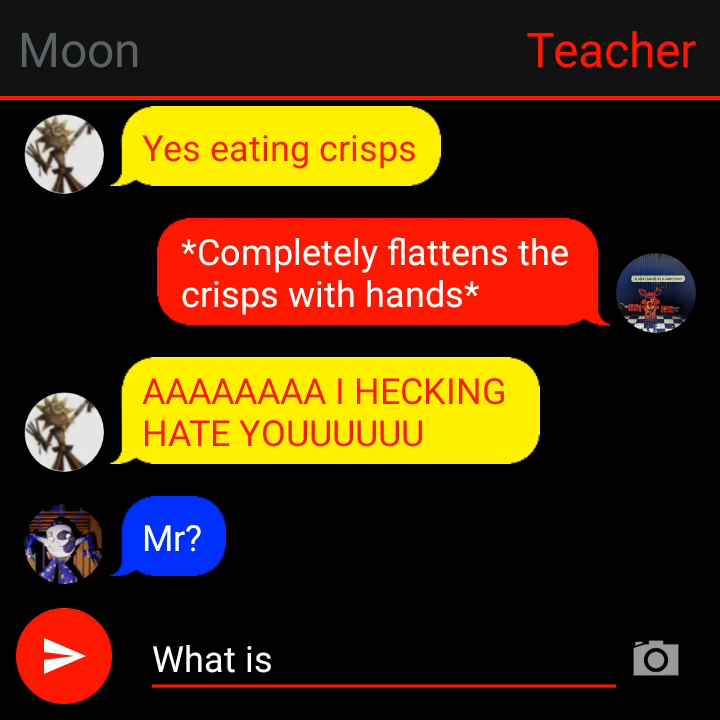 Moon
Teacher
Yes eating crisps
*Completely flattens the
crisps with hands*
AAAAAAAA I HECKING
HATE YOUUUUUU
Mr?
What is